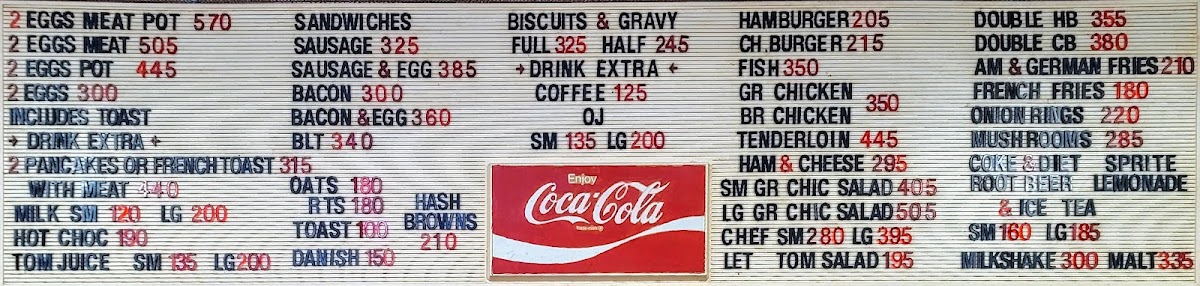 2 EGGS MEAT POT 570
2 EGGS MEAT 505
2 EGGS POT 445
2 EGGS 300
INCLUDES TOAST
→ DRINK EXTRA ←
2 PANCAKES OR FRENCH TOAST 315
WITH MEAT 440
MILK SM 120 LG 200
HOT CHOC 190
TOM JUICE SM 135 LG 200
SANDWICHES
SAUSAGE 325
SAUSAGE & EGG 385
BACON 300
BACON & EGG 360
BLT 340
OATS 180
RTS 180
TOAST 100
DANISH 150
HASH
BROWNS
210
BISCUITS & GRAVY
FULL 325 HALF 245
→ DRINK EXTRA ←
COFFEE 125
OJ
SM 135 LG 200
Enjoy
Coca-Cola
HAMBURGER 205
CH. BURGER 215
FISH 350
GR CHICKEN
BR CHICKEN 350
TENDERLOIN 445
HAM & CHEESE 295
SM GR CHIC SALAD 405
LG GR CHIC SALAD 505
CHEF SM 280 LG 395
LET TOM SALAD 195
DOUBLE HB 355
DOUBLE CB 380
AM & GERMAN FRIES 210
FRENCH FRIES 180
ONION RINGS 220
MUSHROOMS 285
COKE & DIET SPRITE
ROOT BEER LEMONADE
& ICE TEA
SM 160 LG 185
MILKSHAKE 300 MALT 335